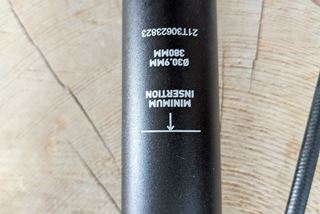 MINIMUM
INSERTION
Ø30.9MM
380MM
21T30623823